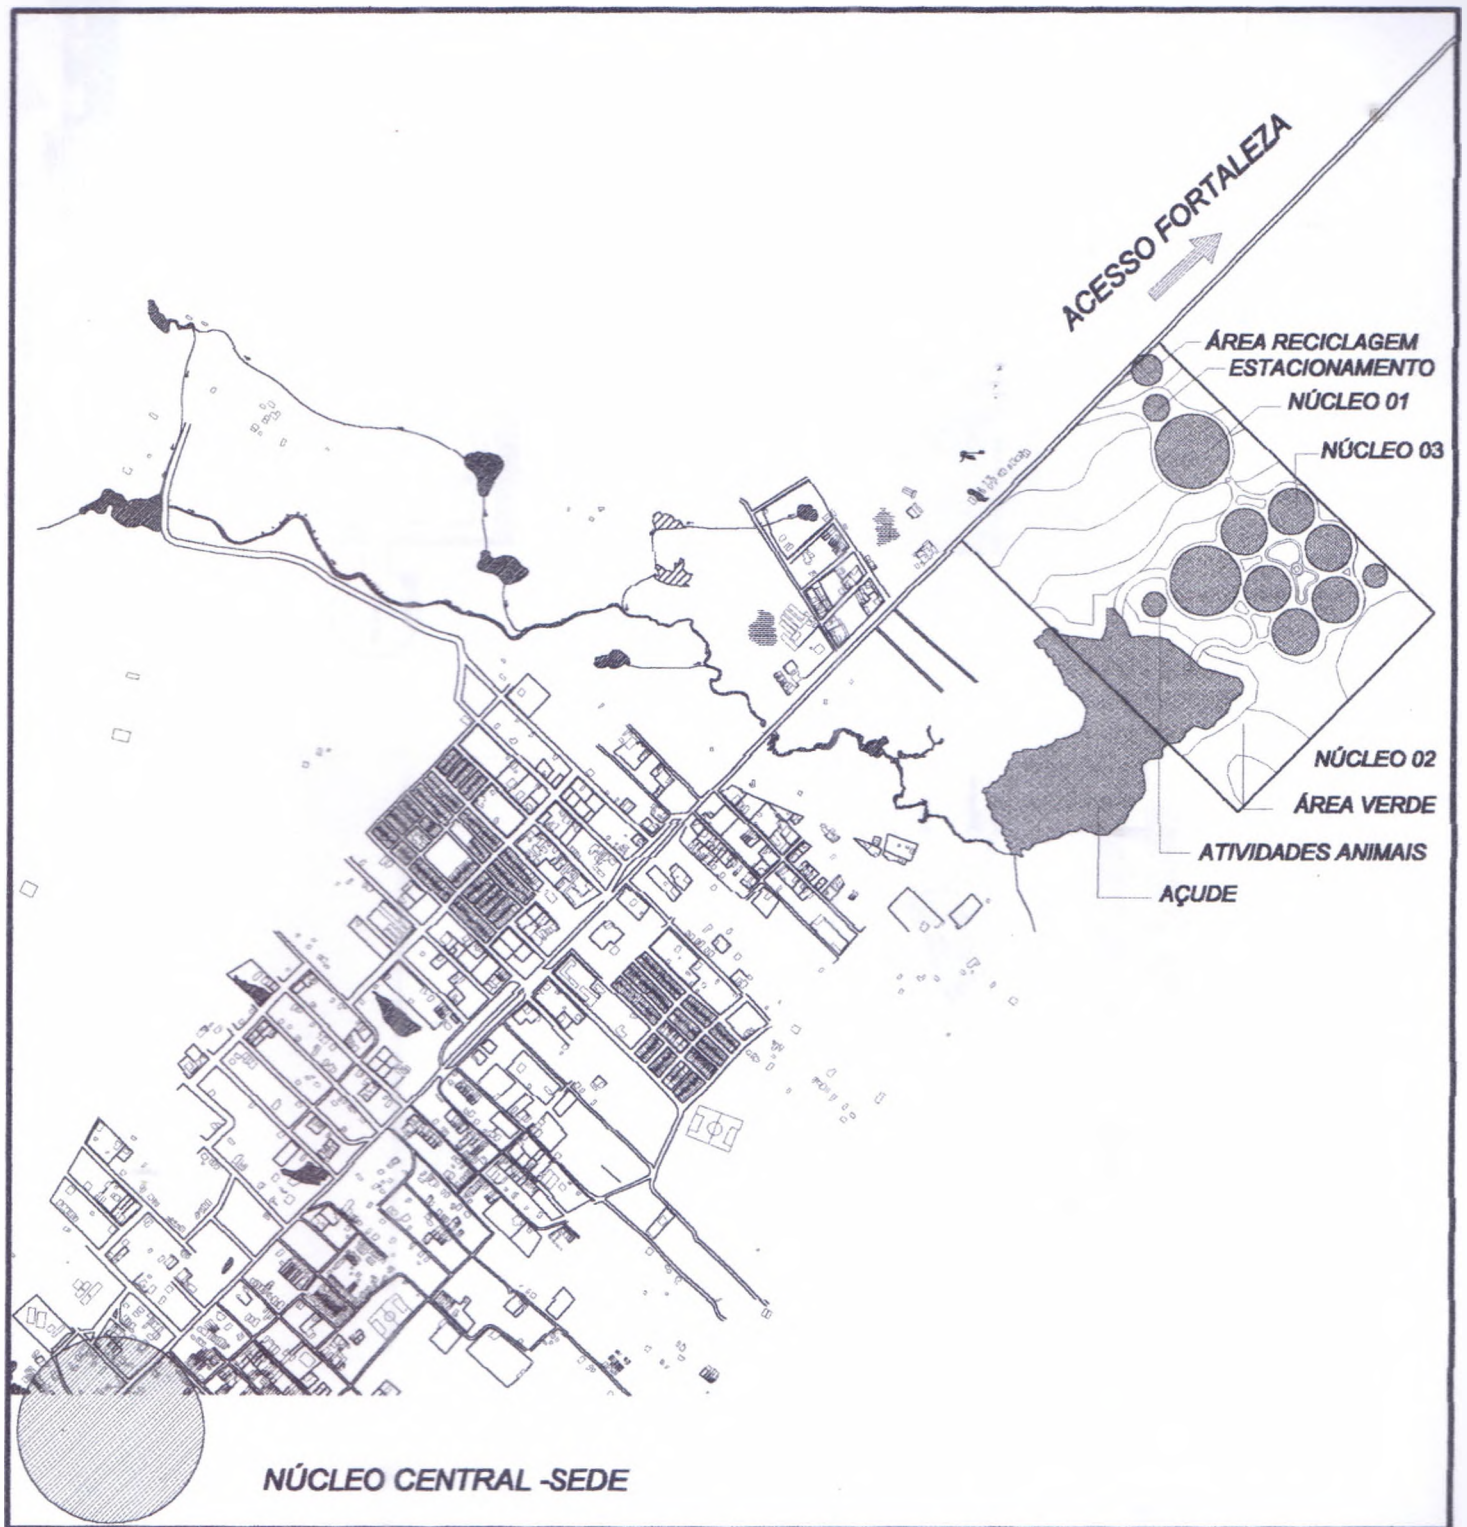 ACESSO FORTALEZA
ÁREA RECICLAGEM
ESTACIONAMENTO
NÚCLEO 01
NÚCLEO 03
NÚCLEO 02
ÁREA VERDE
ATIVIDADES ANIMAIS
AÇUDE
NÚCLEO CENTRAL -SEDE